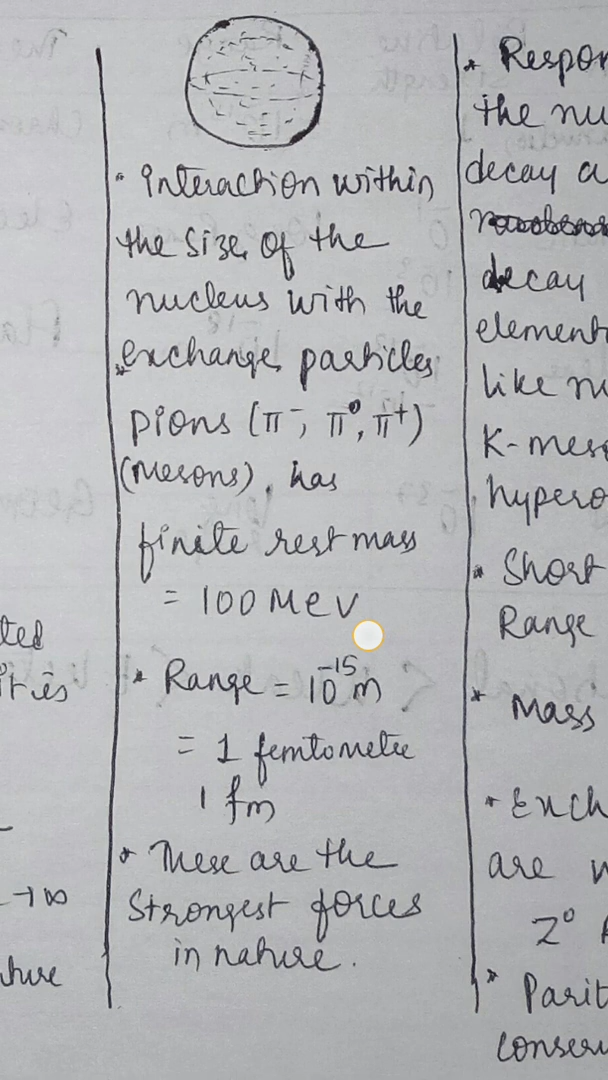 • Interaction within
the size of the
nucleus with the
exchange particles
pions (π⁻, π⁰, π⁺)
(mesons), has
finite rest mass
= 100 MeV
* Range = 10⁻¹⁵ m
= 1 femtometre
1 fm
* These are the
strongest forces
in nature.
the nu
decay a
decay
element
like
K-mes
hypero
* Short
Range
* Mass
* Exch
are
Z⁰
* Parit
conserv
→∞